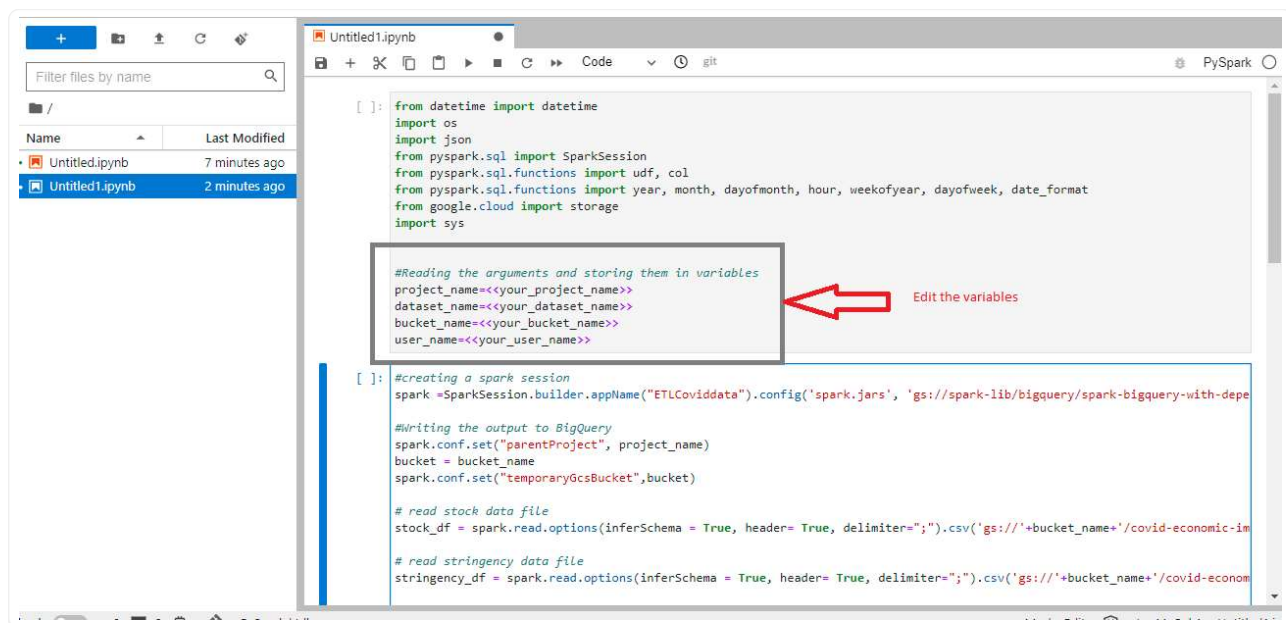 +
Untitled1.ipynb
Filter files by name
Code
git
PySpark
/
Name
Last Modified
Untitled.ipynb
7 minutes ago
Untitled1.ipynb
2 minutes ago
[ ]:
from datetime import datetime
import os
import json
from pyspark.sql import SparkSession
from pyspark.sql.functions import udf, col
from pyspark.sql.functions import year, month, dayofmonth, hour, weekofyear, dayofweek, date_format
from google.cloud import storage
import sys
#Reading the arguments and storing them in variables
project_name=<<your_project_name>>
dataset_name=<<your_dataset_name>>
bucket_name=<<your_bucket_name>>
user_name=<<your_user_name>>
Edit the variables
[ ]:
#creating a spark session
spark =SparkSession.builder.appName("ETLCoviddata").config('spark.jars', 'gs://spark-lib/bigquery/spark-bigquery-with-depe
#Writing the output to BigQuery
spark.conf.set("parentProject", project_name)
bucket = bucket_name
spark.conf.set("temporaryGcsBucket",bucket)
# read stock data file
stock_df = spark.read.options(inferSchema = True, header= True, delimiter=";").csv('gs://'+bucket_name+'/covid-economic-im
# read stringency data file
stringency_df = spark.read.options(inferSchema = True, header= True, delimiter=";").csv('gs://'+bucket_name+'/covid-econom